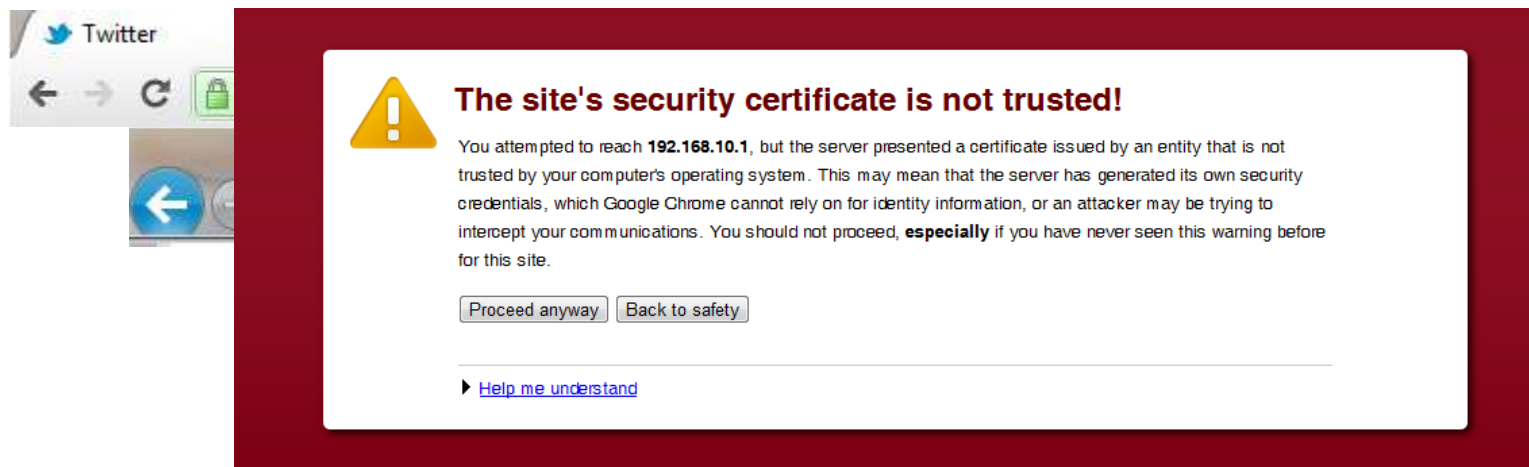 Twitter
The site's security certificate is not trusted!
You attempted to reach 192.168.10.1, but the server presented a certificate issued by an entity that is not
trusted by your computer's operating system. This may mean that the server has generated its own security
credentials, which Google Chrome cannot rely on for identity information, or an attacker may be trying to
intercept your communications. You should not proceed, especially if you have never seen this warning before
for this site.
Proceed anyway Back to safety
Help me understand